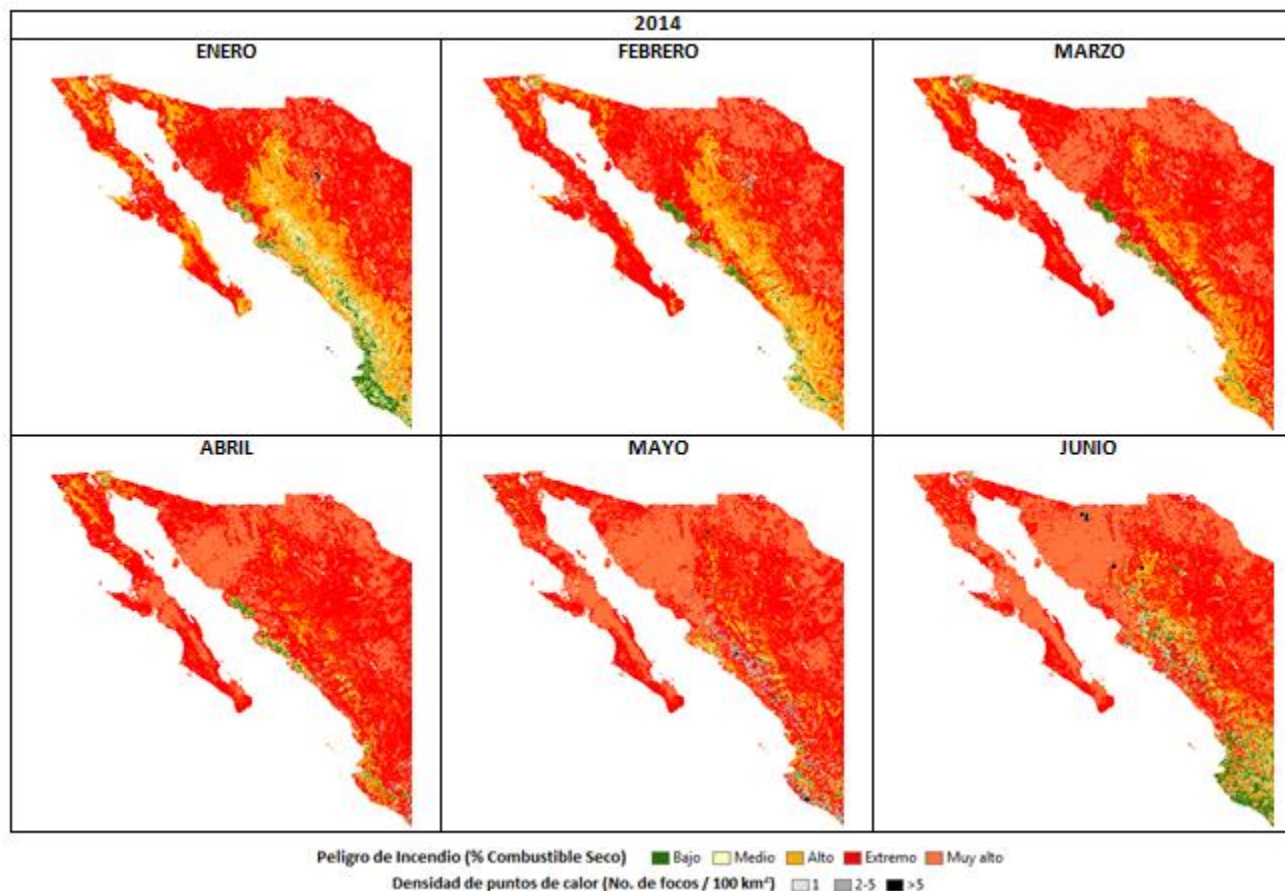 2014
ENERO FEBRERO MARZO
ABRIL MAYO JUNIO
Peligro de Incendio (% Combustible Seco) Bajo Medio Alto Extremo Muy alto
Densidad de puntos de calor (No. de focos / 100 km²) 1 2-5 >5